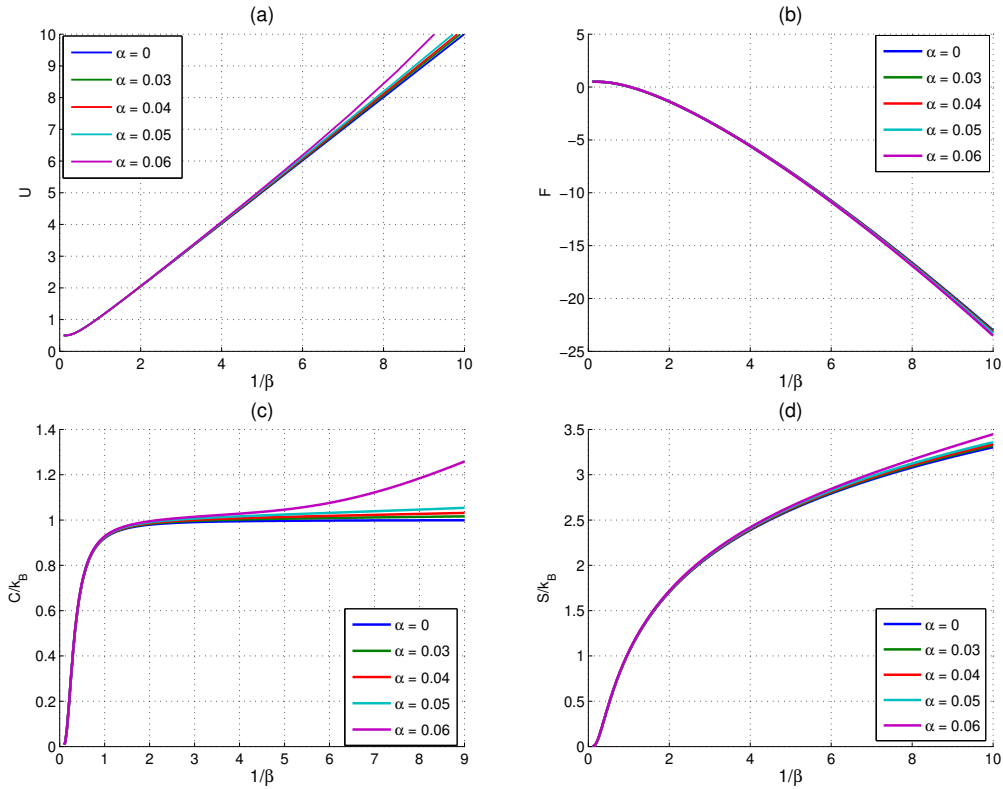 (a)
10
9
8
7
6
5
4
3
2
1
0
U
0
2
4
6
8
10
1/β
α = 0
α = 0.03
α = 0.04
α = 0.05
α = 0.06
(b)
5
0
−5
−10
−15
−20
−25
F
0
2
4
6
8
10
1/β
α = 0
α = 0.03
α = 0.04
α = 0.05
α = 0.06
(c)
1.4
1.2
1
0.8
0.6
0.4
0.2
0
C/k_B
0
1
2
3
4
5
6
7
8
9
1/β
α = 0
α = 0.03
α = 0.04
α = 0.05
α = 0.06
(d)
3.5
3
2.5
2
1.5
1
0.5
0
S/k_B
0
2
4
6
8
10
1/β
α = 0
α = 0.03
α = 0.04
α = 0.05
α = 0.06